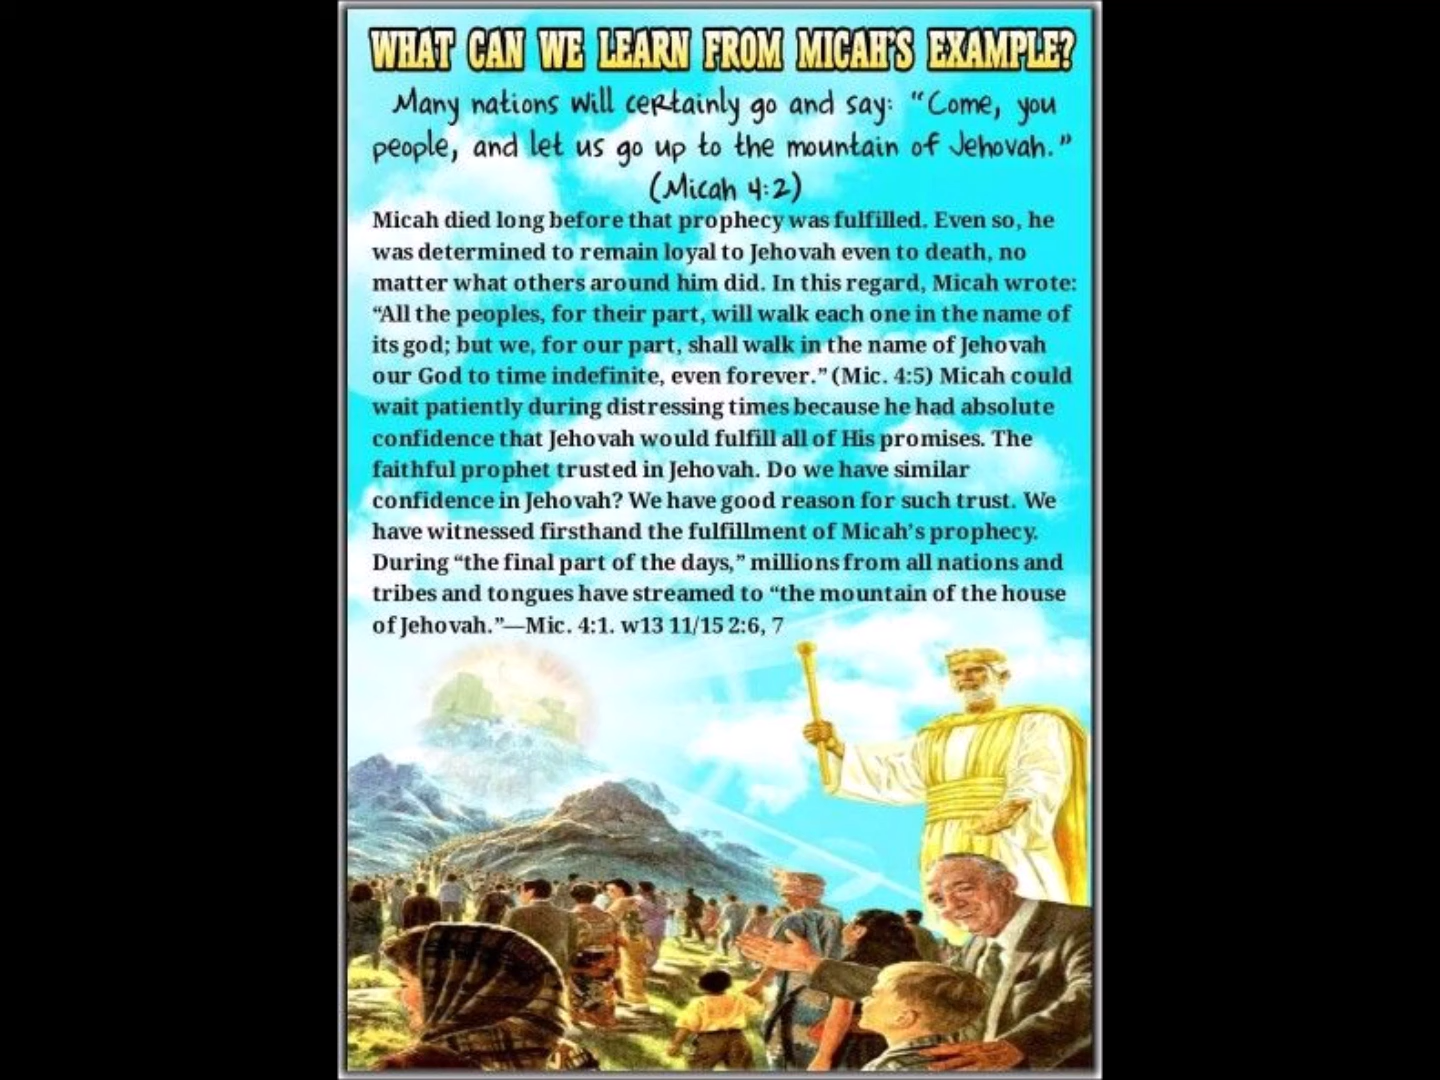 WHAT CAN WE LEARN FROM MICAH'S EXAMPLE?
Many nations will certainly go and say: "Come, you
people, and let us go up to the mountain of Jehovah."
(Micah 4:2)
Micah died long before that prophecy was fulfilled. Even so, he
was determined to remain loyal to Jehovah even to death, no
matter what others around him did. In this regard, Micah wrote:
“All the peoples, for their part, will walk each one in the name of
its god; but we, for our part, shall walk in the name of Jehovah
our God to time indefinite, even forever.” (Mic. 4:5) Micah could
wait patiently during distressing times because he had absolute
confidence that Jehovah would fulfill all of His promises. The
faithful prophet trusted in Jehovah. Do we have similar
confidence in Jehovah? We have good reason for such trust. We
have witnessed firsthand the fulfillment of Micah’s prophecy.
During “the final part of the days,” millions from all nations and
tribes and tongues have streamed to “the mountain of the house
of Jehovah.”—Mic. 4:1. w13 11/15 2:6, 7